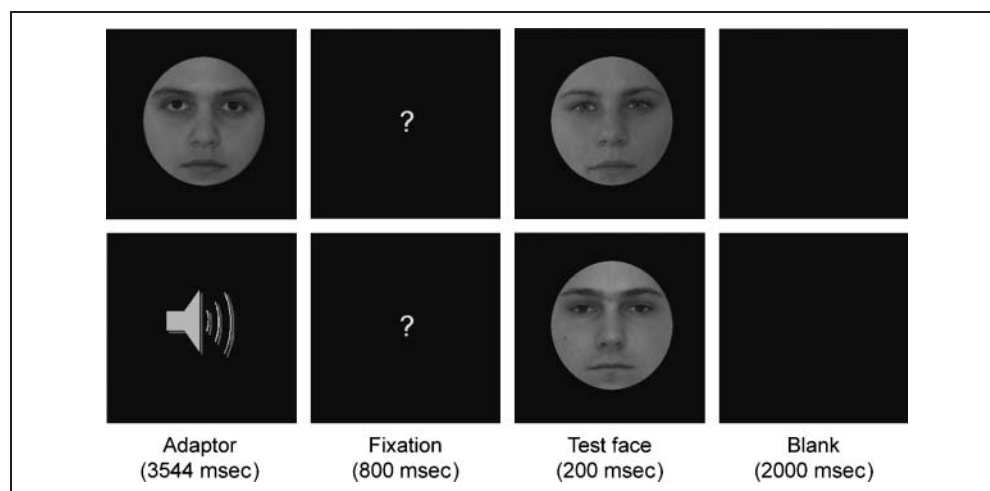 ?
?
Adaptor Fixation Test face Blank
(3544 msec) (800 msec) (200 msec) (2000 msec)